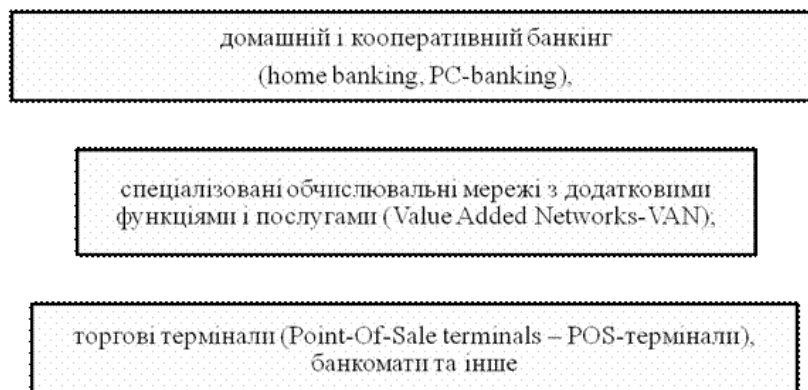 домашній і кооперативний банкінг
(home banking, PC-banking),
спеціалізовані обчислювальні мережі з додатковими
функціями і послугами (Value Added Networks-VAN);
торгові термінали (Point-Of-Sale terminals – POS-термінали),
банкомати та інше